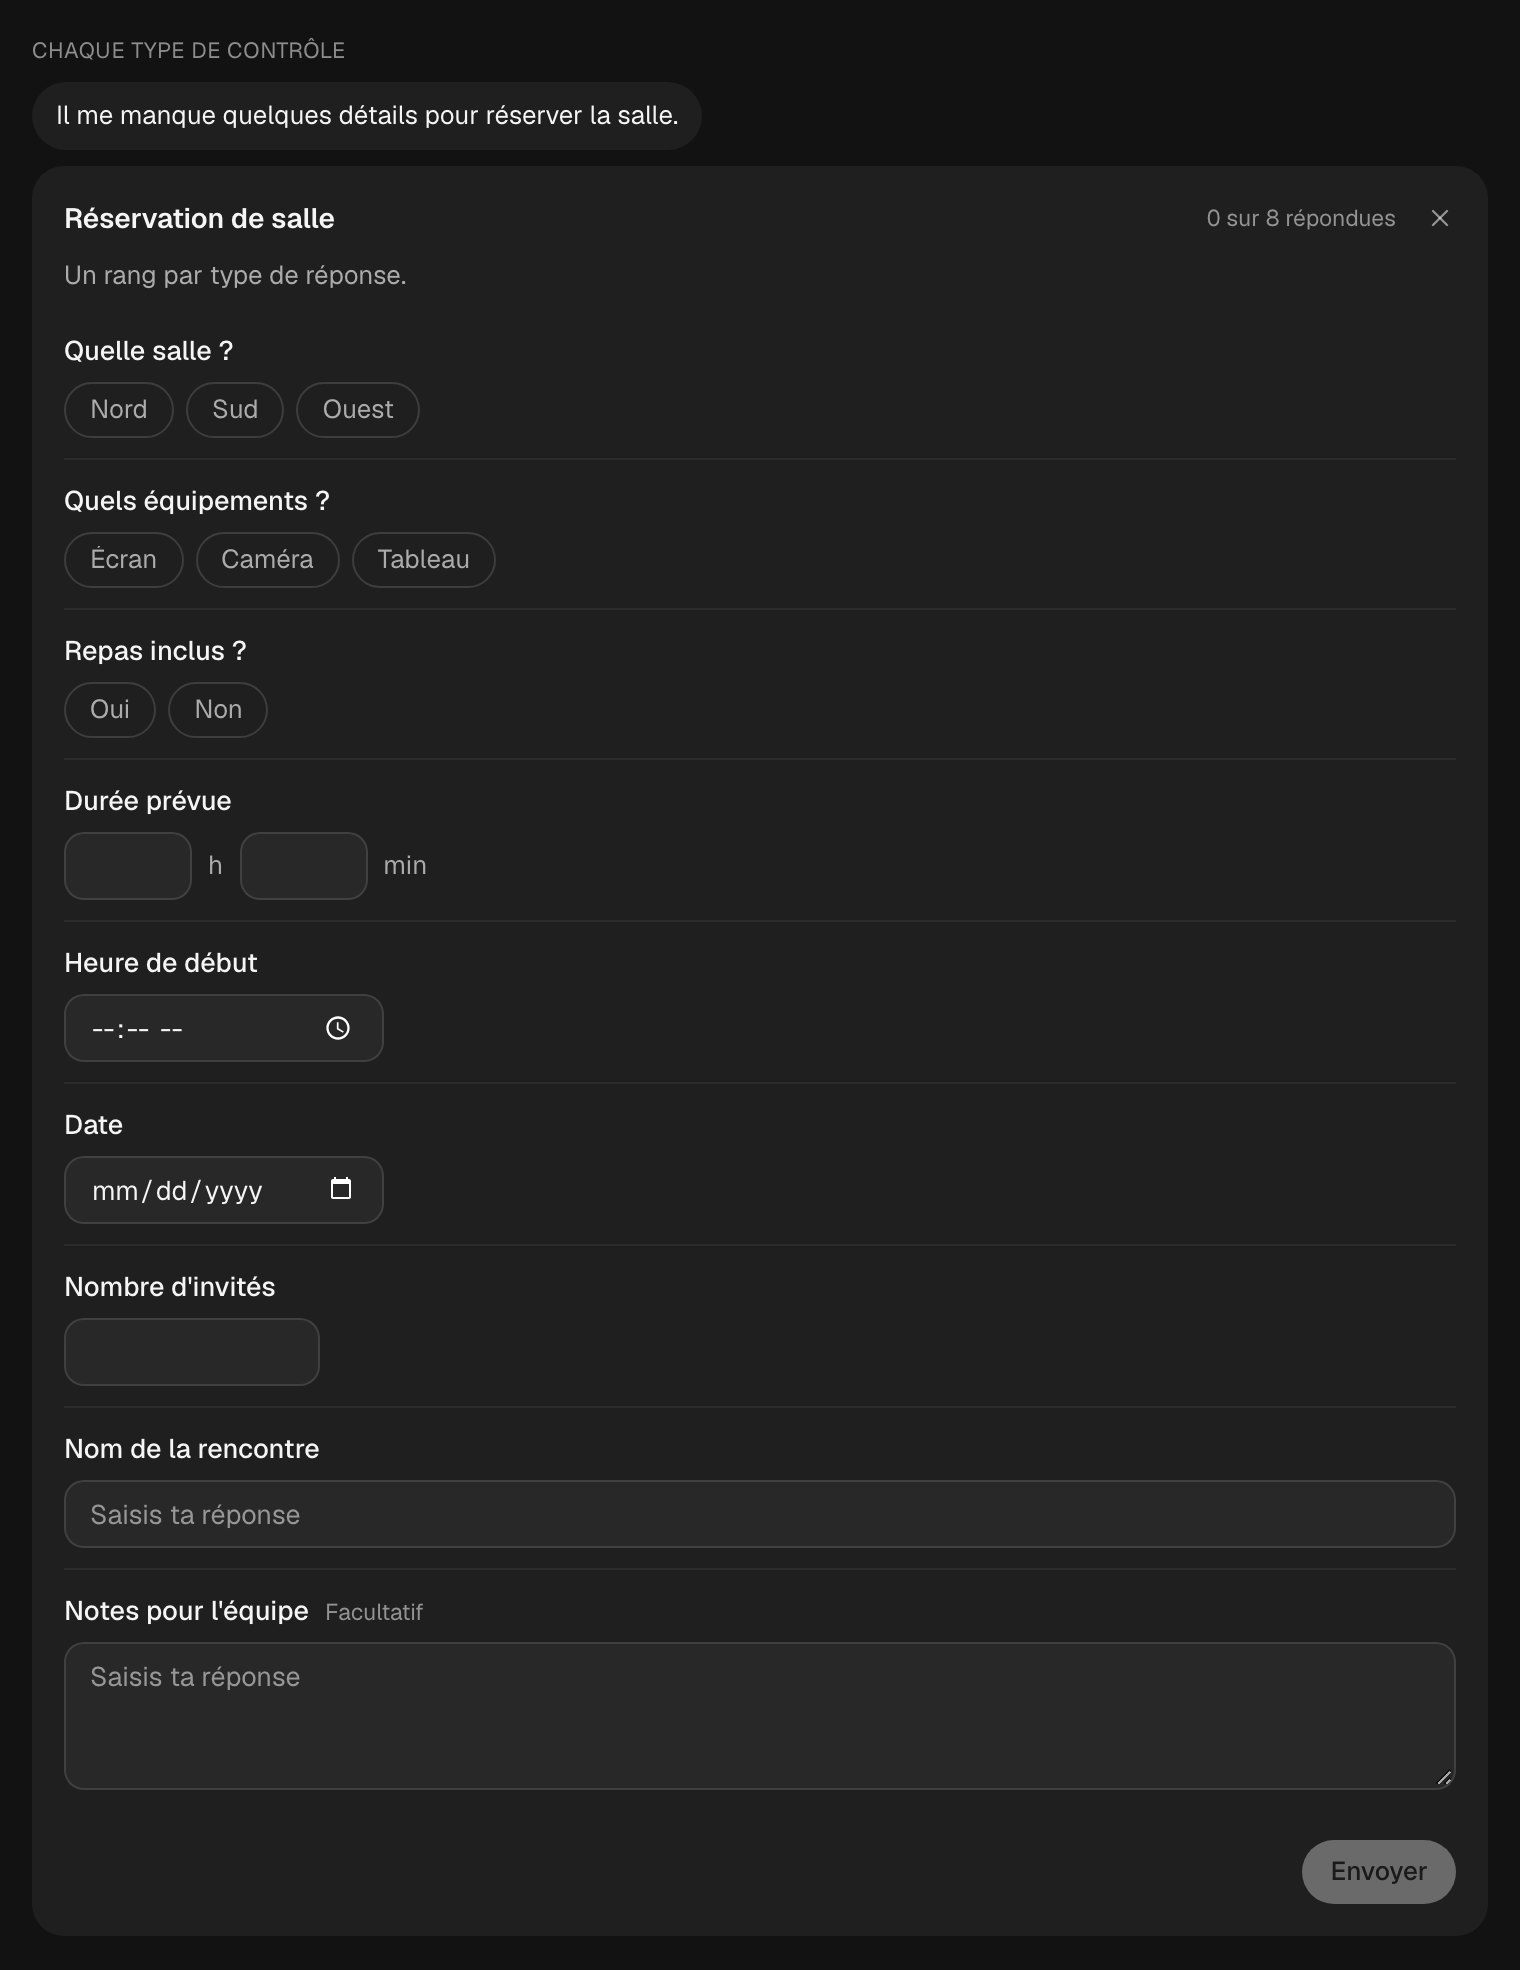 CHAQUE TYPE DE CONTRÔLE
Il me manque quelques détails pour réserver la salle.
Réservation de salle
0 sur 8 répondues
Un rang par type de réponse.
Quelle salle ?
Nord Sud Ouest
Quels équipements ?
Écran Caméra Tableau
Repas inclus ?
Oui Non
Durée prévue
h min
Heure de début
--:-- --
Date
mm/dd/yyyy
Nombre d'invités
Nom de la rencontre
Saisis ta réponse
Notes pour l'équipe Facultatif
Saisis ta réponse
Envoyer